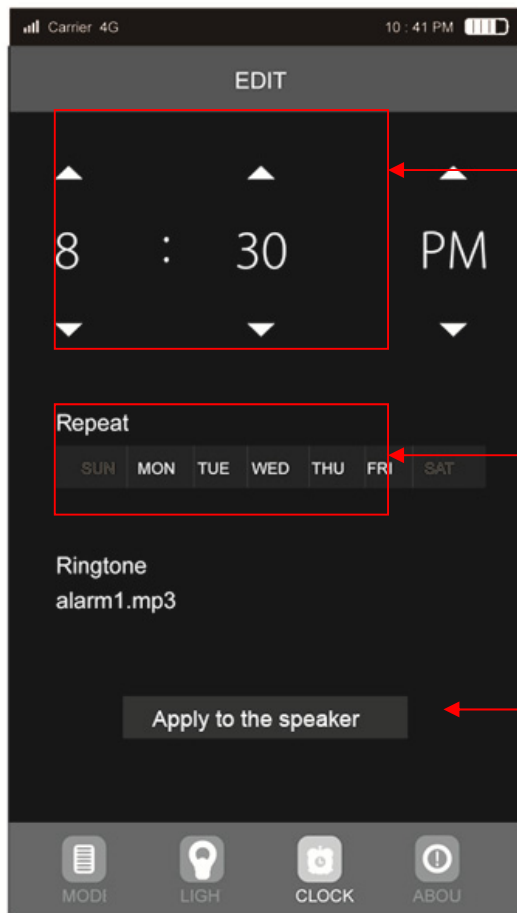 Carrier 4G 10 : 41 PM
EDIT
8 : 30 PM
Repeat
SUN MON TUE WED THU FRI SAT
Ringtone
alarm1.mp3
Apply to the speaker
MODE LIGH CLOCK ABOU